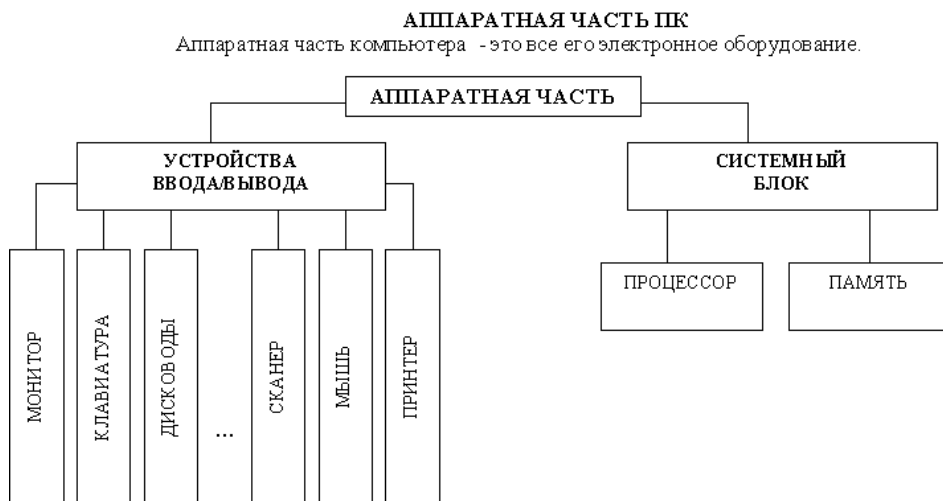 АППАРАТНАЯ ЧАСТЬ ПК
Аппаратная часть компьютера - это все его электронное оборудование.
АППАРАТНАЯ ЧАСТЬ
УСТРОЙСТВА
ВВОДА/ВЫВОДА
СИСТЕМНЫЙ
БЛОК
МОНИТОР
КЛАВИАТУРА
ДИСКОВОДЫ
...
СКАНЕР
МЫШЬ
ПРИНТЕР
ПРОЦЕССОР
ПАМЯТЬ